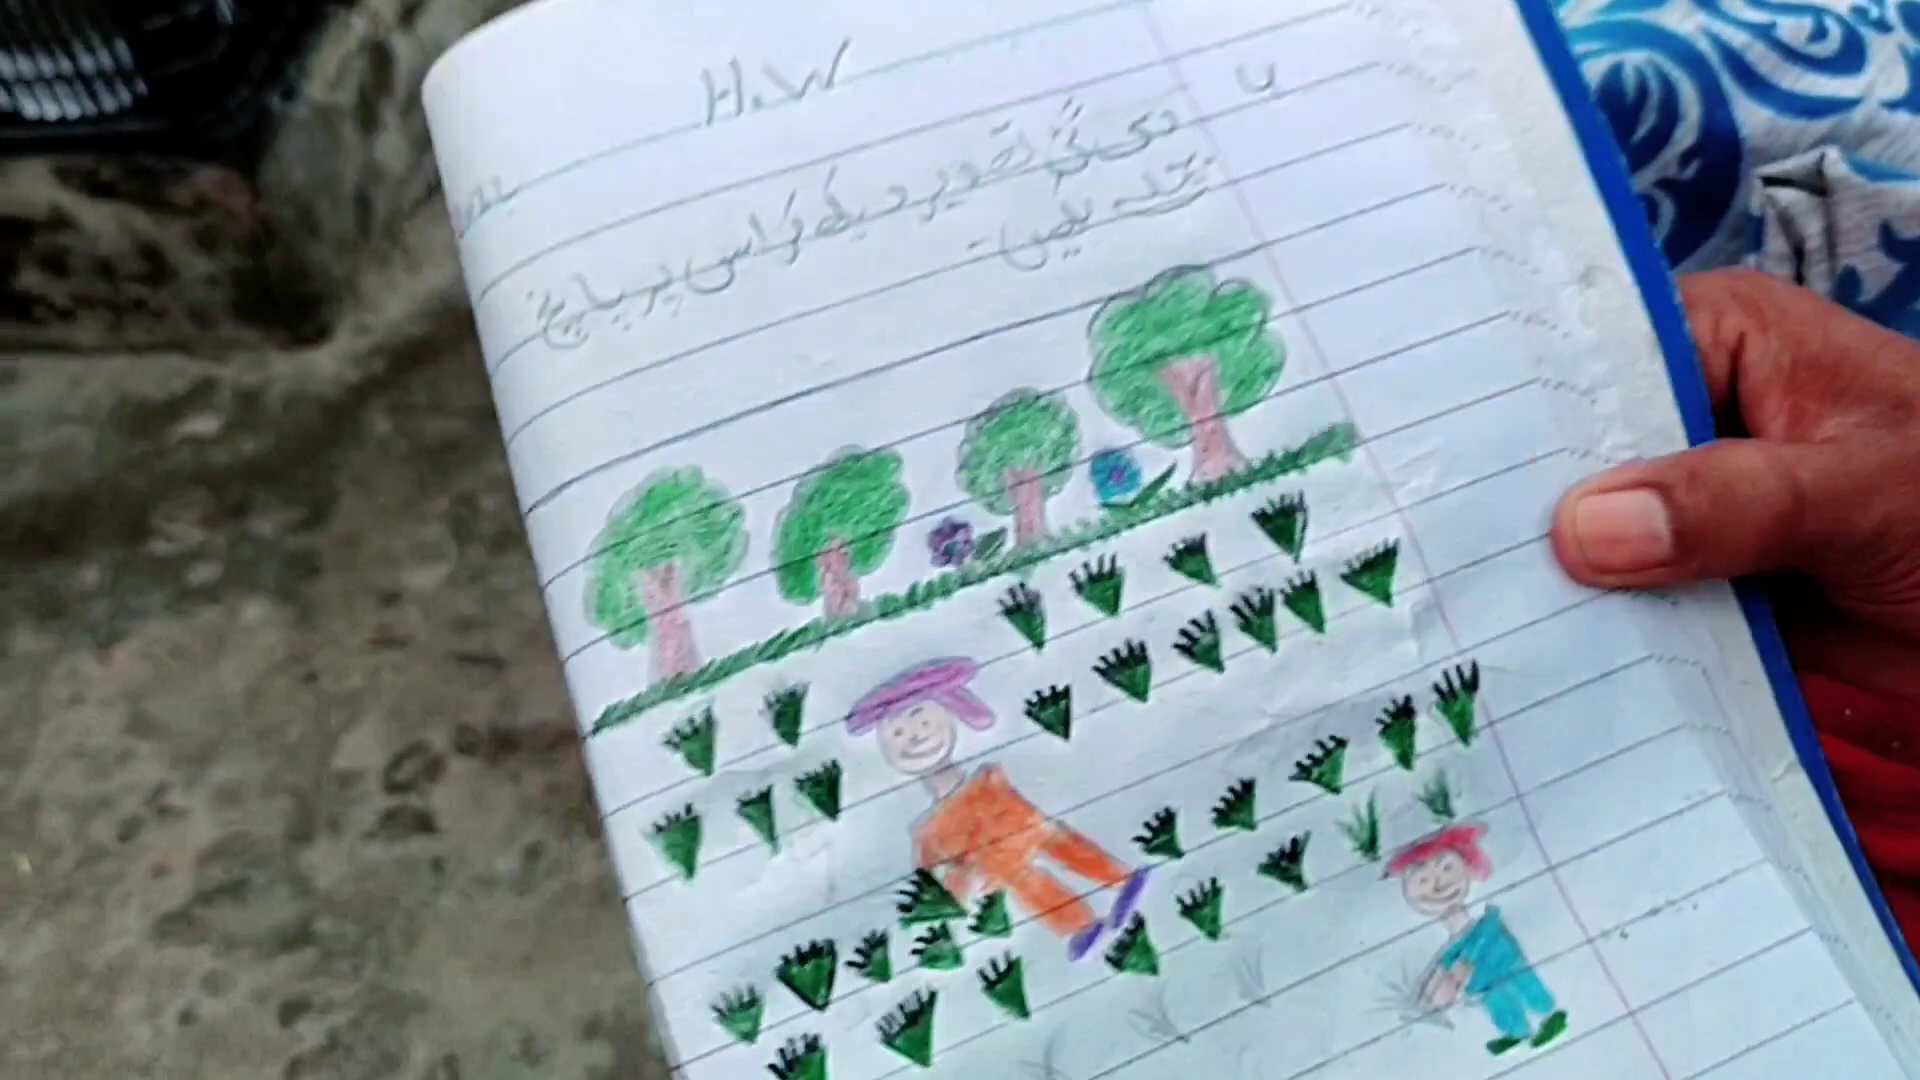 H.W
دی گئی تصویر دیکھ کر اس پر پانچ
جملے لکھیں۔